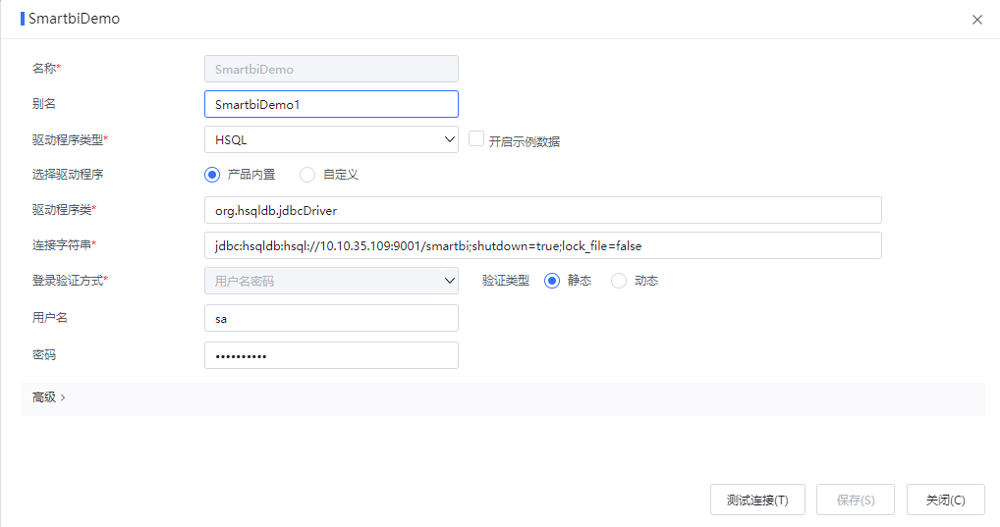 SmartbiDemo
名称* SmartbiDemo
别名 SmartbiDemo1
驱动程序类型* HSQL 开启示例数据
选择驱动程序 产品内置 自定义
驱动程序类* org.hsqldb.jdbcDriver
连接字符串* jdbc:hsqldb:hsql://10.10.35.109:9001/smartbi;shutdown=true;lock_file=false
登录验证方式* 用户名密码 验证类型 静态 动态
用户名 sa
密码 ••••••••••
高级 >
测试连接(T) 保存(S) 关闭(C)